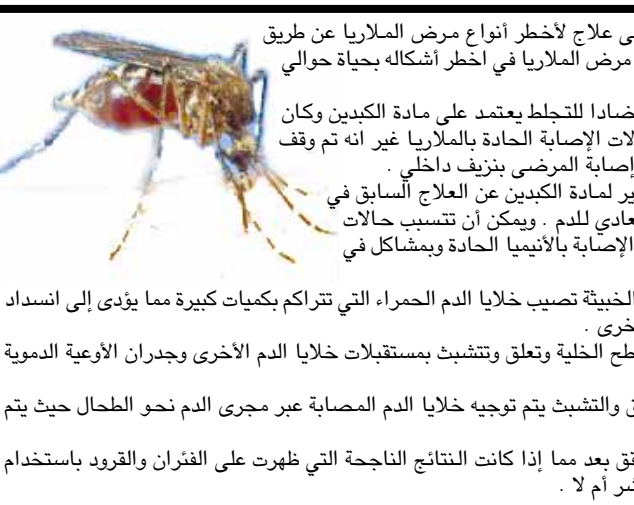 ى علاج لأخطر أنواع مرض الملاريا عن طريق
مرض الملاريا في اخطر أشكاله بحياة حوالي
ضادا للتجلط يعتمد على مادة الكبدين وكان
لات الإصابة الحادة بالملاريا غير انه تم وقف
إصابة المرضى بنزيف داخلي .
ير لمادة الكبدين عن العلاج السابق في
عادي للدم . ويمكن أن تتسبب حالات
الإصابة بالأنيميا الحادة وبمشاكل في
الخبيثة تصيب خلايا الدم الحمراء التي تتراكم بكميات كبيرة مما يؤدى إلى انسداد
خرى .
طح الخلية وتعلق وتتشبث بمستقبلات خلايا الدم الأخرى وجدران الأوعية الدموية
ق والتشبث يتم توجيه خلايا الدم المصابة عبر مجرى الدم نحو الطحال حيث يتم
قق بعد مما إذا كانت النتائج الناجحة التي ظهرت على الفئران والقرود باستخدام
شر أم لا .